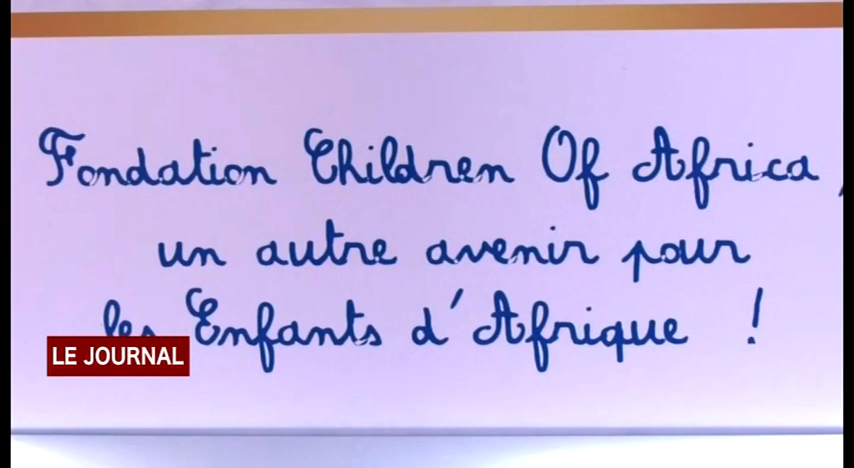 Fondation Children Of Africa,
un autre avenir pour
les Enfants d'Afrique !
LE JOURNAL